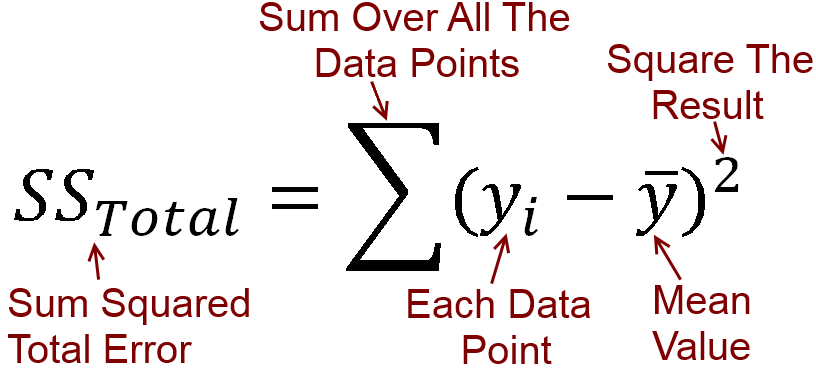 Sum Over All The
Data Points
Square The
Result
SS_Total = ∑(y_i − ȳ)²
Sum Squared
Total Error
Each Data
Point
Mean
Value